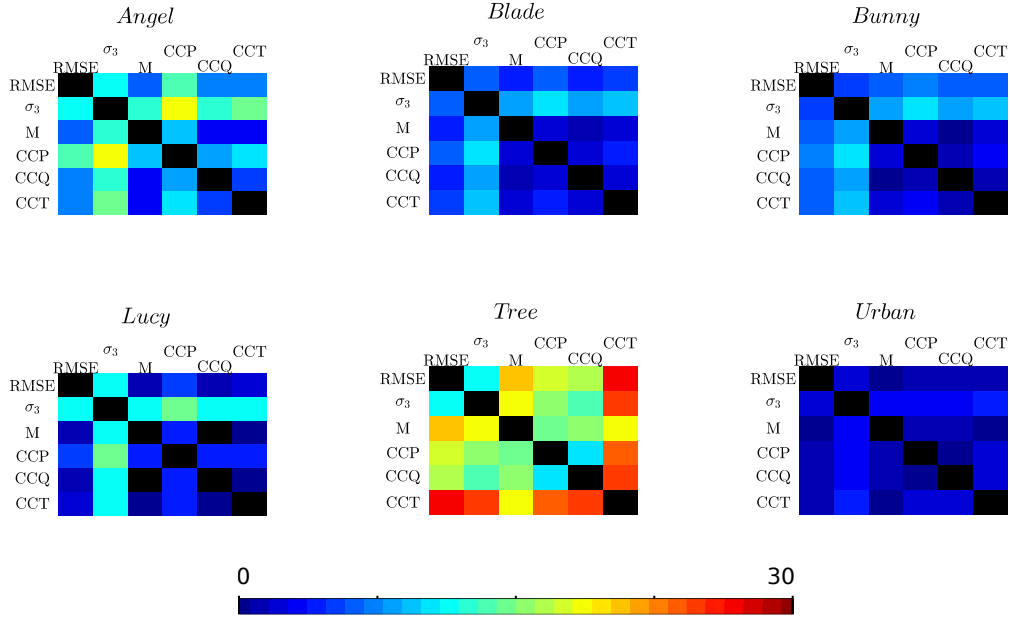 Angel
Blade
Bunny
RMSE σ₃ M CCP CCQ CCT
RMSE σ₃ M CCP CCQ CCT
RMSE σ₃ M CCP CCQ CCT
RMSE
σ₃
M
CCP
CCQ
CCT
RMSE
σ₃
M
CCP
CCQ
CCT
RMSE
σ₃
M
CCP
CCQ
CCT
Lucy
Tree
Urban
RMSE σ₃ M CCP CCQ CCT
RMSE σ₃ M CCP CCQ CCT
RMSE σ₃ M CCP CCQ CCT
RMSE
σ₃
M
CCP
CCQ
CCT
RMSE
σ₃
M
CCP
CCQ
CCT
RMSE
σ₃
M
CCP
CCQ
CCT
0
30